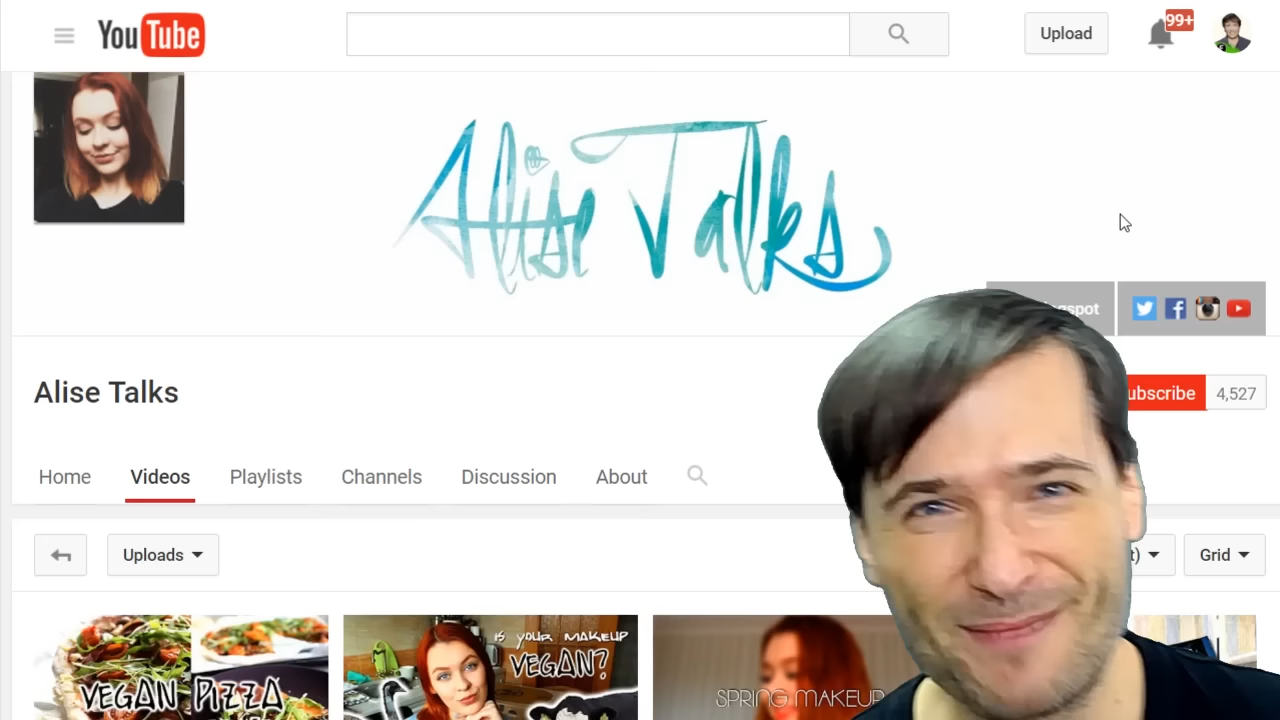 YouTube
Upload
99+
Alise Talks
Alise Talks
ubscribe
4,527
Home
Videos
Playlists
Channels
Discussion
About
Uploads
Grid
VEGAN PIZZA
IS YOUR MAKEUP
VEGAN?
SPRING MAKEUP